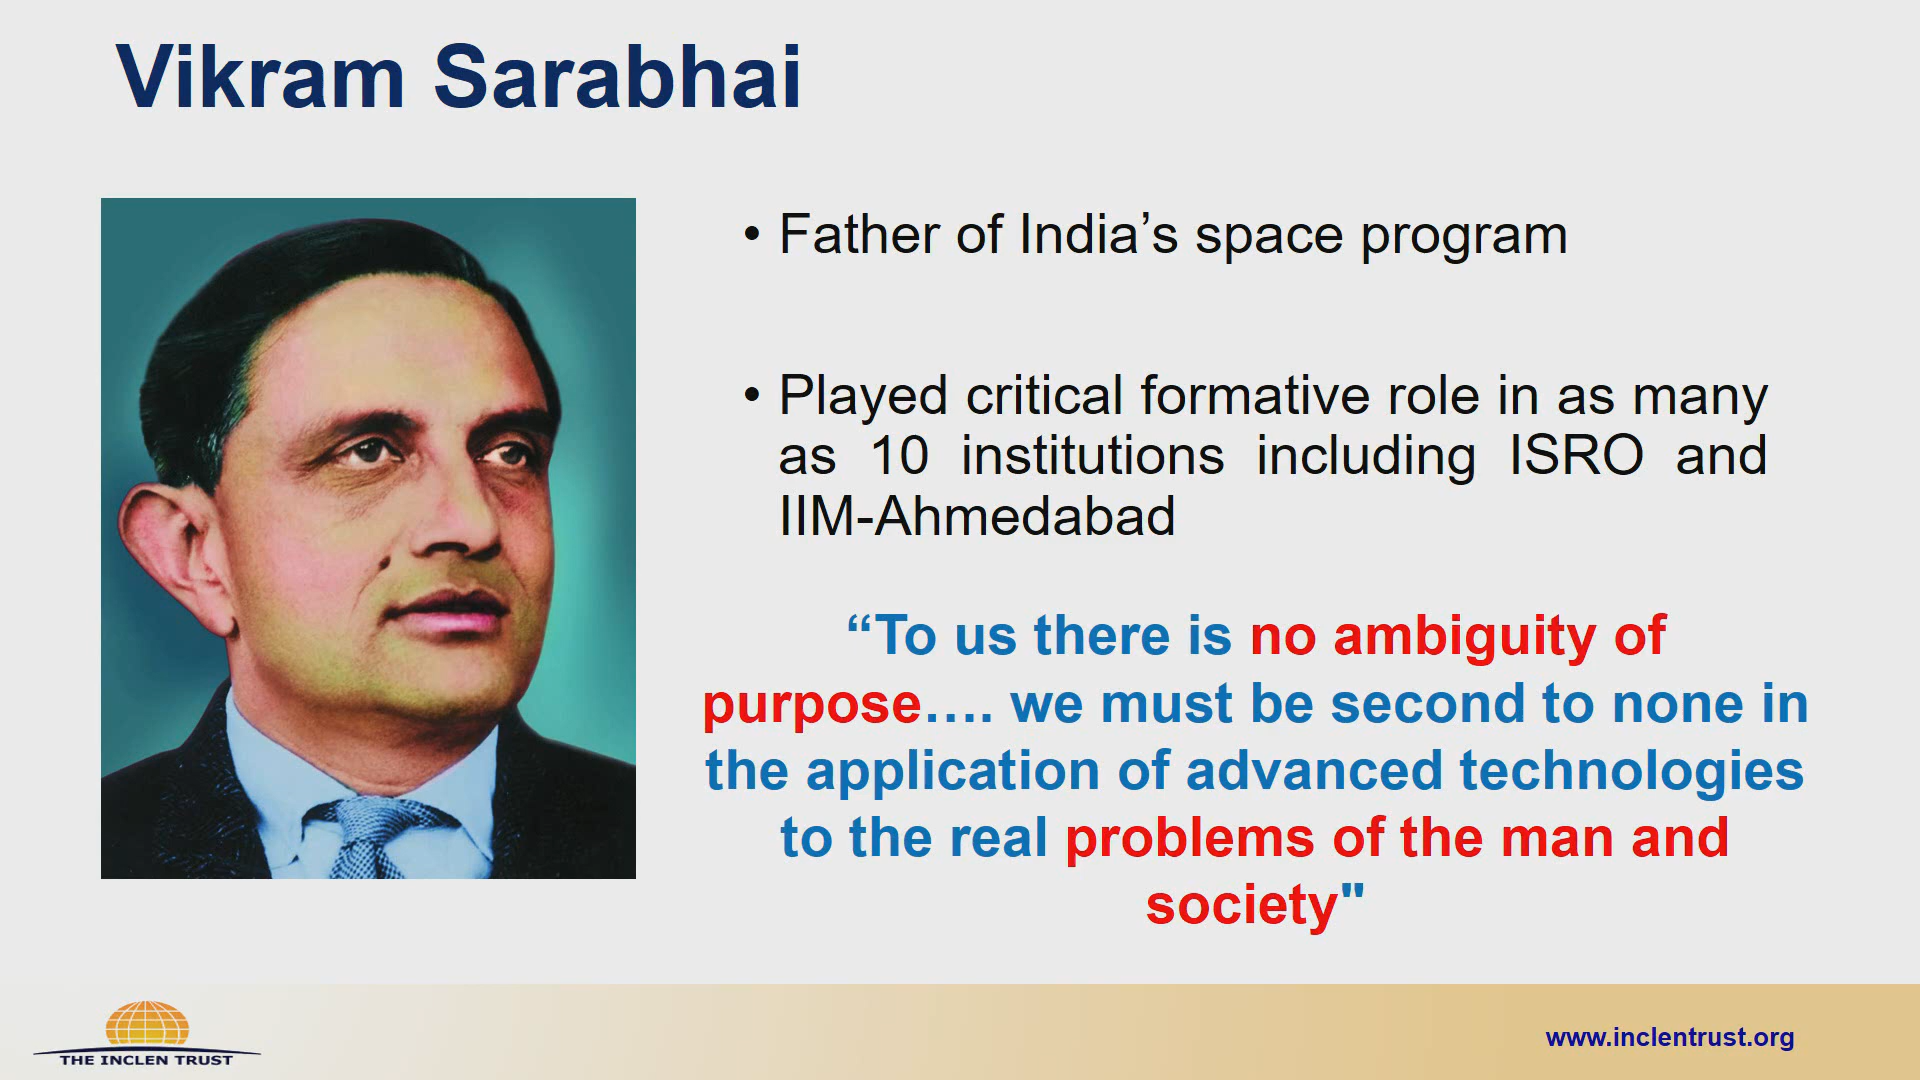 Vikram Sarabhai
• Father of India’s space program
• Played critical formative role in as many
as 10 institutions including ISRO and
IIM-Ahmedabad
“To us there is no ambiguity of
purpose…. we must be second to none in
the application of advanced technologies
to the real problems of the man and
society"
THE INCLEN TRUST
www.inclentrust.org